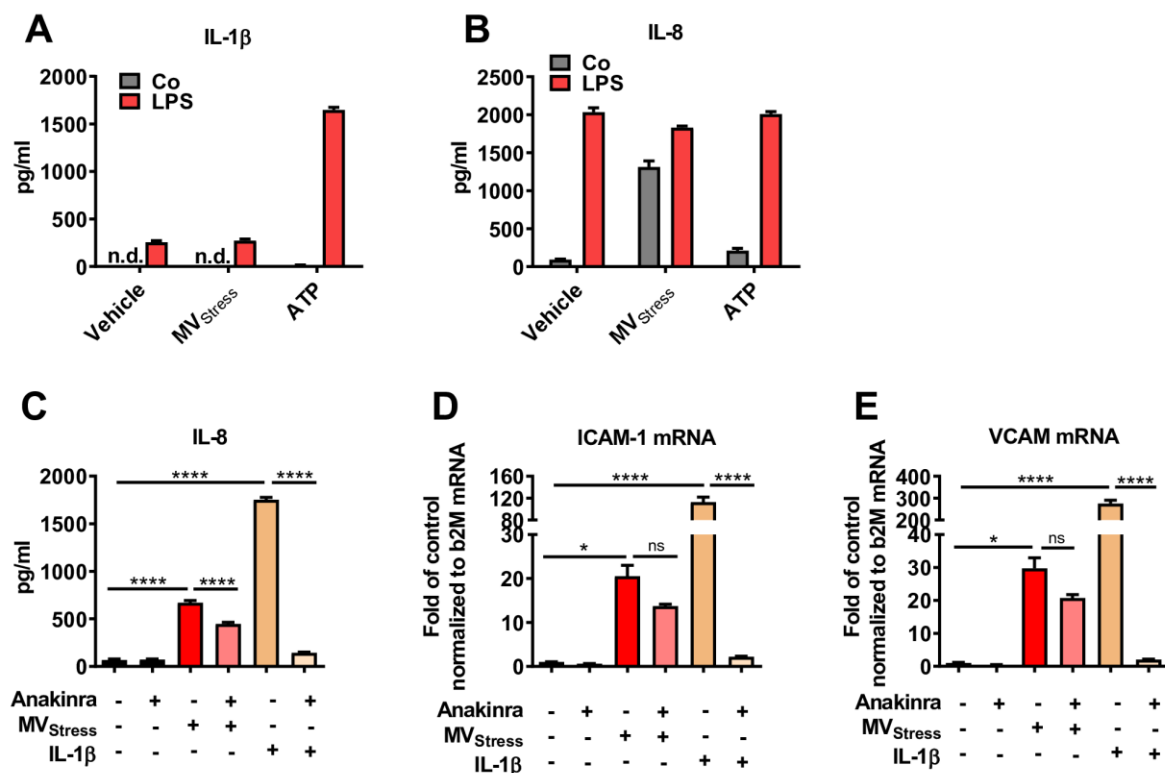 A
IL-1β
Co
LPS
2000
1500
1000
500
0
pg/ml
n.d.
n.d.
Vehicle
MVStress
ATP
B
IL-8
Co
LPS
2500
2000
1500
1000
500
0
pg/ml
Vehicle
MVStress
ATP
C
IL-8
2000
1500
1000
500
0
pg/ml
****
****
****
****
Anakinra - + - + - +
MVStress - - + + - -
IL-1β - - - - + +
D
ICAM-1 mRNA
Fold of control
normalized to b2M mRNA
160
120
80
30
20
10
0
****
****
*
ns
Anakinra - + - + - +
MVStress - - + + - -
IL-1β - - - - + +
E
VCAM mRNA
Fold of control
normalized to b2M mRNA
400
300
200
30
20
10
0
****
****
*
ns
Anakinra - + - + - +
MVStress - - + + - -
IL-1β - - - - + +